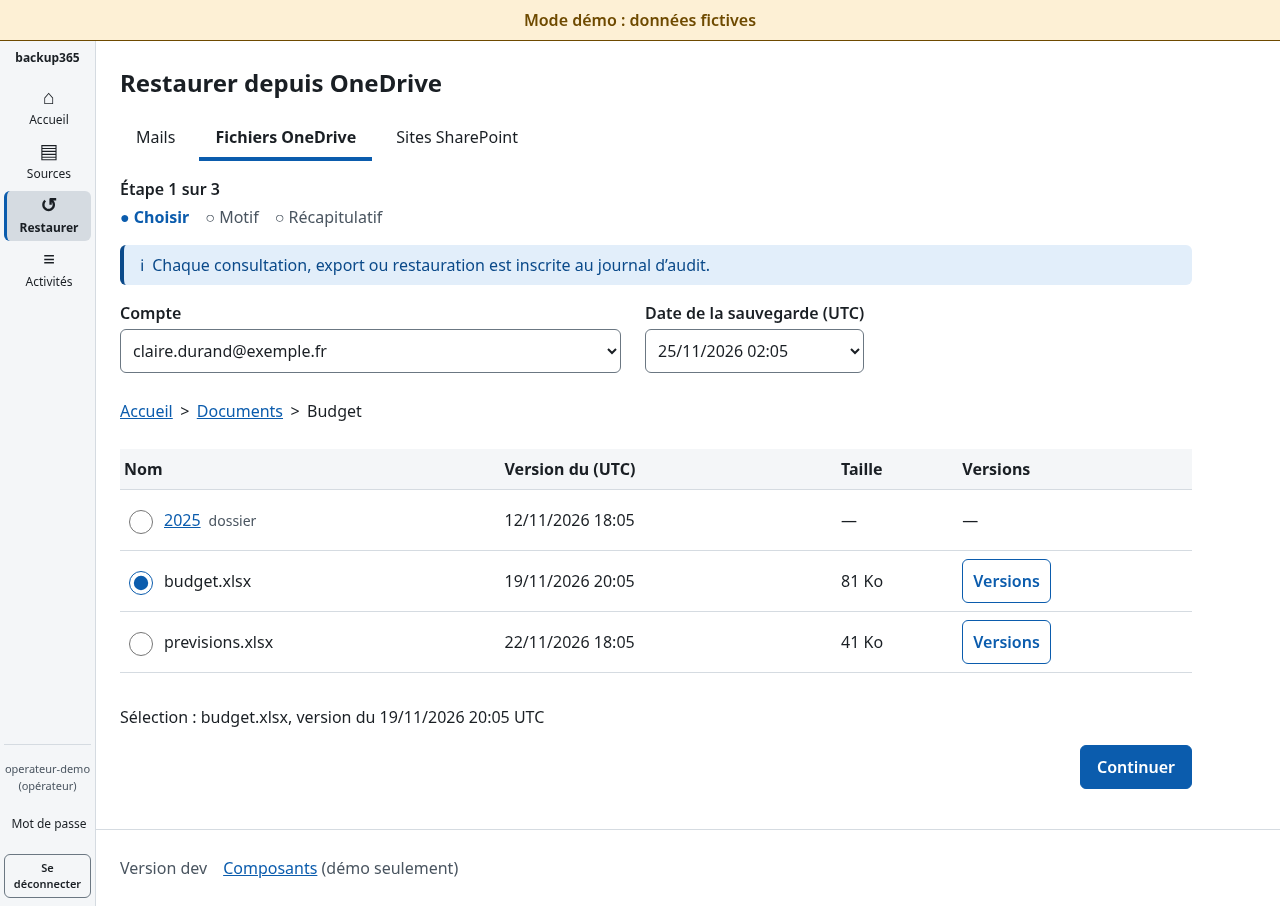 Mode démo : données fictives
backup365
Accueil
Sources
Restaurer
Activités
operateur-demo
(opérateur)
Mot de passe
Se
déconnecter
Restaurer depuis OneDrive
Mails Fichiers OneDrive Sites SharePoint
Étape 1 sur 3
● Choisir ○ Motif ○ Récapitulatif
i Chaque consultation, export ou restauration est inscrite au journal d’audit.
Compte Date de la sauvegarde (UTC)
claire.durand@exemple.fr 25/11/2026 02:05
Accueil > Documents > Budget
Nom Version du (UTC) Taille Versions
2025 dossier 12/11/2026 18:05 — —
budget.xlsx 19/11/2026 20:05 81 Ko Versions
previsions.xlsx 22/11/2026 18:05 41 Ko Versions
Sélection : budget.xlsx, version du 19/11/2026 20:05 UTC
Continuer
Version dev Composants (démo seulement)